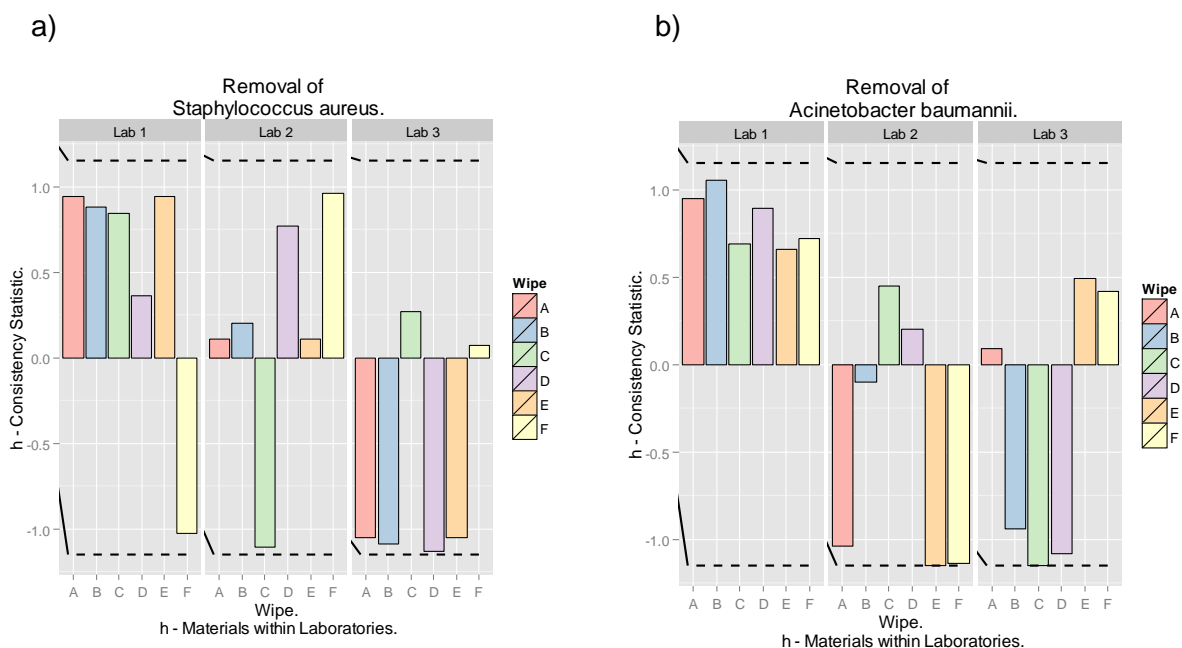 a)
Removal of
Staphylococcus aureus.
Lab 1 Lab 2 Lab 3
1.0
0.5
0.0
-0.5
-1.0
h - Consistency Statistic.
A B C D E F A B C D E F A B C D E F
Wipe.
h - Materials within Laboratories.
Wipe
A
B
C
D
E
F
b)
Removal of
Acinetobacter baumannii.
Lab 1 Lab 2 Lab 3
1.0
0.5
0.0
-0.5
-1.0
h - Consistency Statistic.
A B C D E F A B C D E F A B C D E F
Wipe.
h - Materials within Laboratories.
Wipe
A
B
C
D
E
F